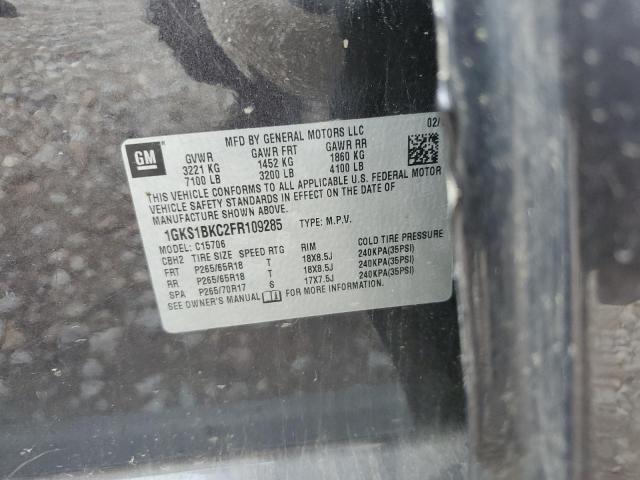 GM
MFD BY GENERAL MOTORS LLC 02/
GVWR GAWR FRT GAWR RR
3221 KG 1452 KG 1860 KG
7100 LB 3200 LB 4100 LB
THIS VEHICLE CONFORMS TO ALL APPLICABLE U.S. FEDERAL MOTOR
VEHICLE SAFETY STANDARDS IN EFFECT ON THE DATE OF
MANUFACTURE SHOWN ABOVE.
1GKS1BKC2FR109285 TYPE: M.P.V.
MODEL: C15706
CBH2 TIRE SIZE SPEED RTG RIM COLD TIRE PRESSURE
FRT P265/65R18 T 18X8.5J 240KPA(35PSI)
RR P265/65R18 T 18X8.5J 240KPA(35PSI)
SPA P265/70R17 S 17X7.5J 240KPA(35PSI)
SEE OWNER'S MANUAL FOR MORE INFORMATION.